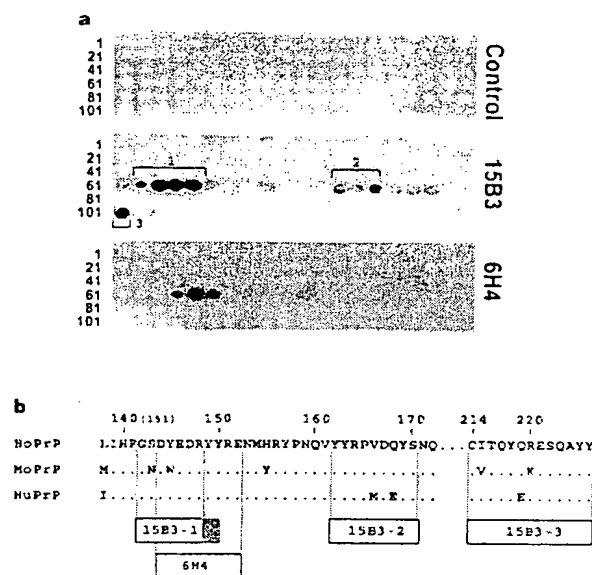 a
1
21
41
61
81
101
Control
1
21
41
61
81
101
1
2
3
15B3
1
21
41
61
81
101
6H4
b
140 (151) 150 160 170 214 220
BoPrP LIHFGSDYEDRYYRENMHRYPNQVYYRPVDQYSNQ....CITQYQRESQAYY
MoPrP M....N.W..........Y.................V....K......
HuPrP I..........................M.E..........E........
15B3-1 15B3-2 15B3-3
6H4